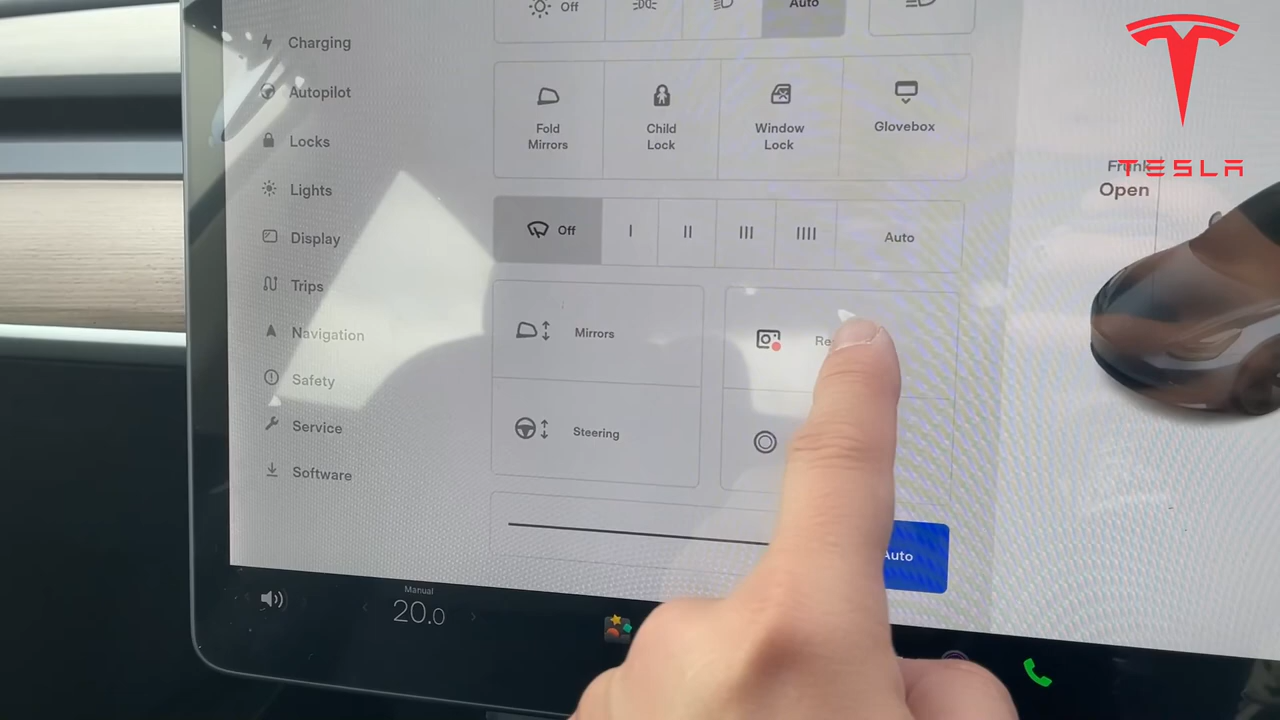 Off
Auto
Charging
Autopilot
Locks
Lights
Display
Trips
Navigation
Safety
Service
Software
Fold
Mirrors
Child
Lock
Window
Lock
Glovebox
Off
I
II
III
IIII
Auto
Mirrors
Steering
Auto
TESLA
Frunk
Open
Manual
20.0